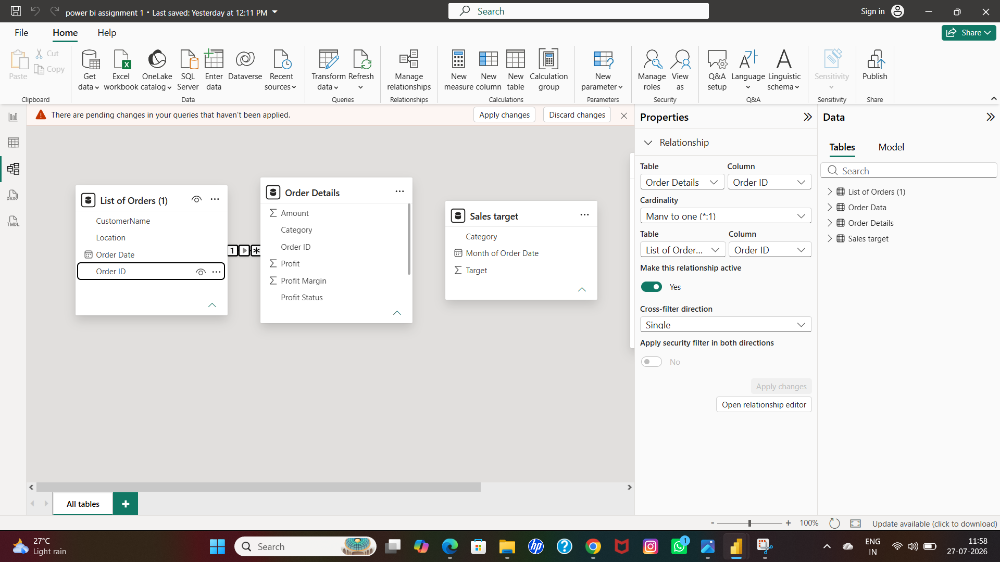 power bi assignment 1 • Last saved: Yesterday at 12:11 PM
Search
Sign in
File
Home
Help
Share
Paste
Cut
Copy
Clipboard
Get data
Excel workbook
OneLake catalog
SQL Server
Enter data
Dataverse
Recent sources
Data
Transform data
Refresh
Queries
Manage relationships
Relationships
New measure
New column
New table
Calculation group
Calculations
New parameter
Parameters
Manage roles
View as
Security
Q&A setup
Language
Linguistic schema
Q&A
Sensitivity
Sensitivity
Publish
Share
There are pending changes in your queries that haven't been applied.
Apply changes
Discard changes
DAX
TMDL
List of Orders (1)
CustomerName
Location
Order Date
Order ID
1
*
Order Details
Amount
Category
Order ID
Profit
Profit Margin
Profit Status
Sales target
Category
Month of Order Date
Target
All tables
Properties
Relationship
Table
Column
Order Details
Order ID
Cardinality
Many to one (*:1)
Table
Column
List of Order...
Order ID
Make this relationship active
Yes
Cross-filter direction
Single
Apply security filter in both directions
No
Apply changes
Open relationship editor
Data
Tables
Model
Search
List of Orders (1)
Order Data
Order Details
Sales target
- + 100%
Update available (click to download)
27°C
Light rain
Search
hp
1
ENG
IN
11:58
27-07-2026